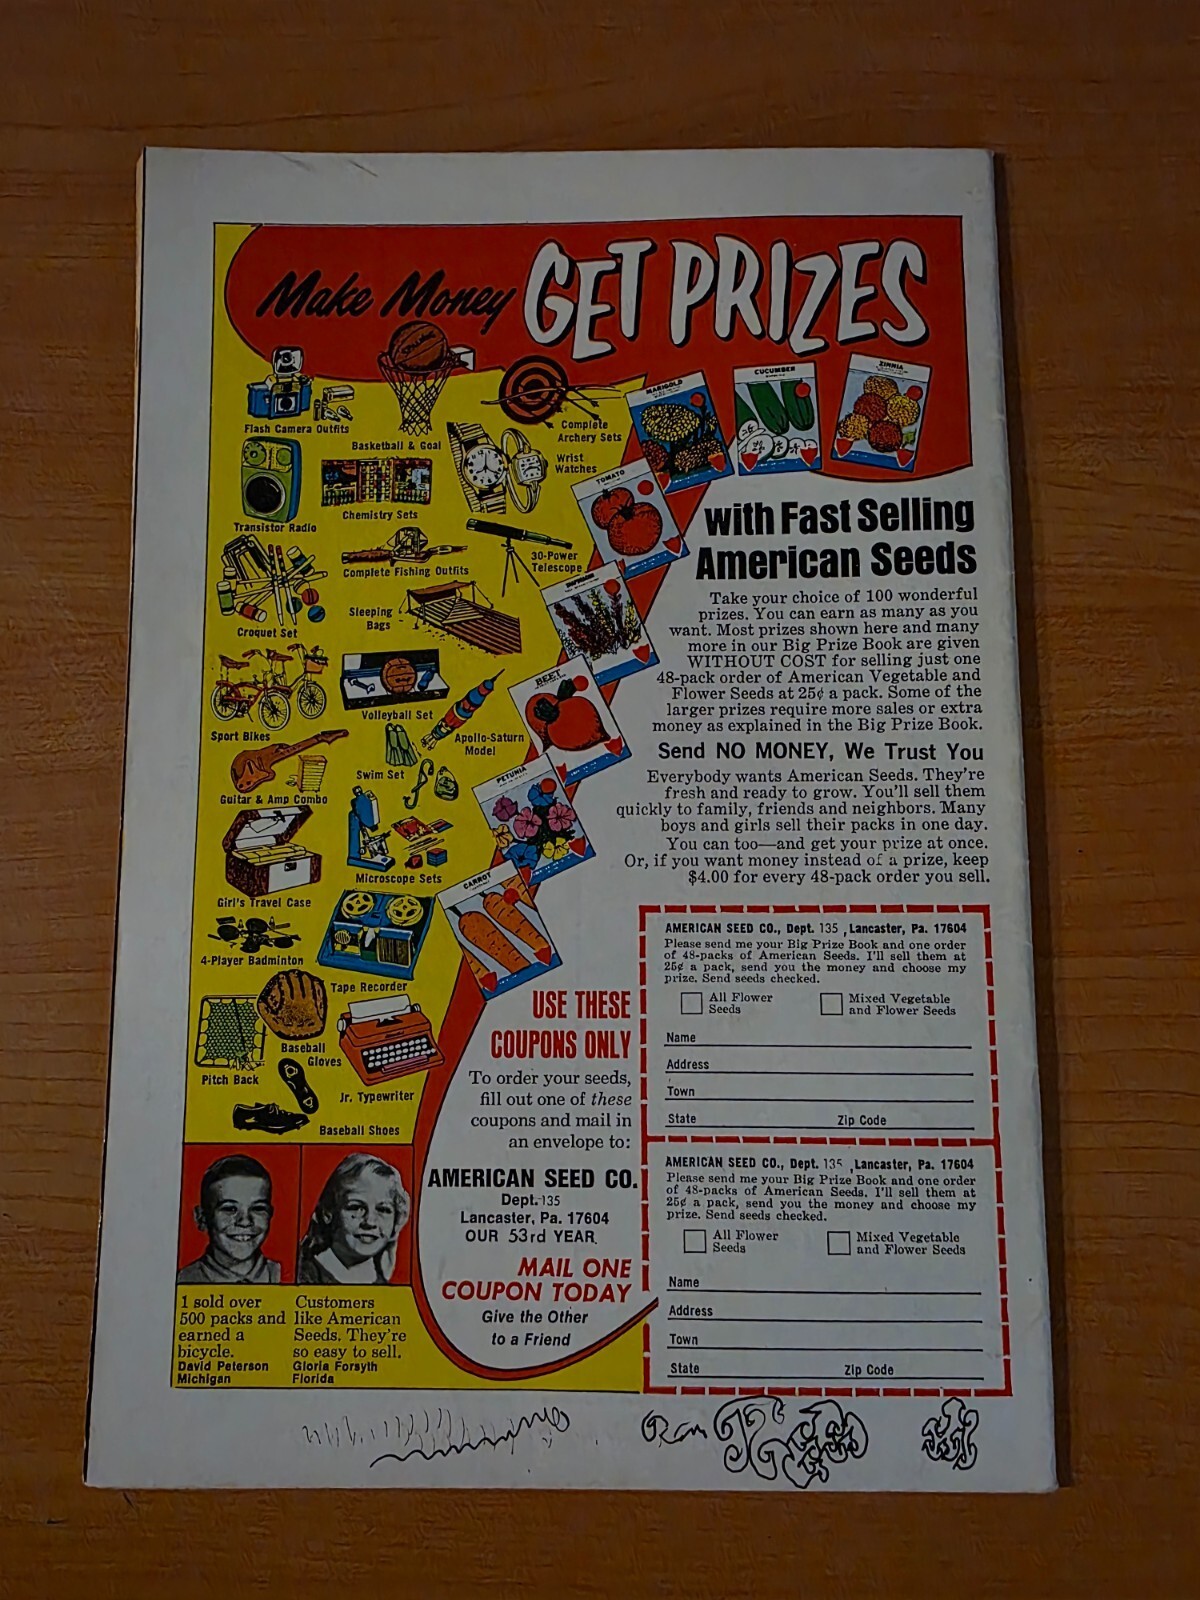 Make Money GET PRIZES
Flash Camera Outfits
Basketball & Goal
Complete
Archery Sets
Wrist
Watches
Transistor Radio
Chemistry Sets
Complete Fishing Outfits
30-Power
Telescope
Croquet Set
Sleeping
Bags
Sport Bikes
Volleyball Set
Apollo-Saturn
Model
Swim Set
Guitar & Amp Combo
Microscope Sets
Girl's Travel Case
4-Player Badminton
Tape Recorder
Baseball
Gloves
Pitch Back
Jr. Typewriter
Baseball Shoes
MARIGOLD
CUCUMBER
ZINNIA
TOMATO
BEET
PETUNIA
CARROT
with Fast Selling
American Seeds
Take your choice of 100 wonderful
prizes. You can earn as many as you
want. Most prizes shown here and many
more in our Big Prize Book are given
WITHOUT COST for selling just one
48-pack order of American Vegetable and
Flower Seeds at 25¢ a pack. Some of the
larger prizes require more sales or extra
money as explained in the Big Prize Book.
Send NO MONEY, We Trust You
Everybody wants American Seeds. They're
fresh and ready to grow. You'll sell them
quickly to family, friends and neighbors. Many
boys and girls sell their packs in one day.
You can too—and get your prize at once.
Or, if you want money instead of a prize, keep
$4.00 for every 48-pack order you sell.
USE THESE
COUPONS ONLY
To order your seeds,
fill out one of these
coupons and mail in
an envelope to:
AMERICAN SEED CO.
Dept. 135
Lancaster, Pa. 17604
OUR 53rd YEAR
MAIL ONE
COUPON TODAY
Give the Other
to a Friend
AMERICAN SEED CO., Dept. 135 , Lancaster, Pa. 17604
Please send me your Big Prize Book and one order
of 48-packs of American Seeds. I'll sell them at
25¢ a pack, send you the money and choose my
prize. Send seeds checked.
All Flower
Seeds
Mixed Vegetable
and Flower Seeds
Name
Address
Town
State Zip Code
AMERICAN SEED CO., Dept. 135 , Lancaster, Pa. 17604
Please send me your Big Prize Book and one order
of 48-packs of American Seeds. I'll sell them at
25¢ a pack, send you the money and choose my
prize. Send seeds checked.
All Flower
Seeds
Mixed Vegetable
and Flower Seeds
Name
Address
Town
State Zip Code
I sold over
500 packs and
earned a
bicycle.
David Peterson
Michigan
Customers
like American
Seeds. They're
so easy to sell.
Gloria Forsyth
Florida